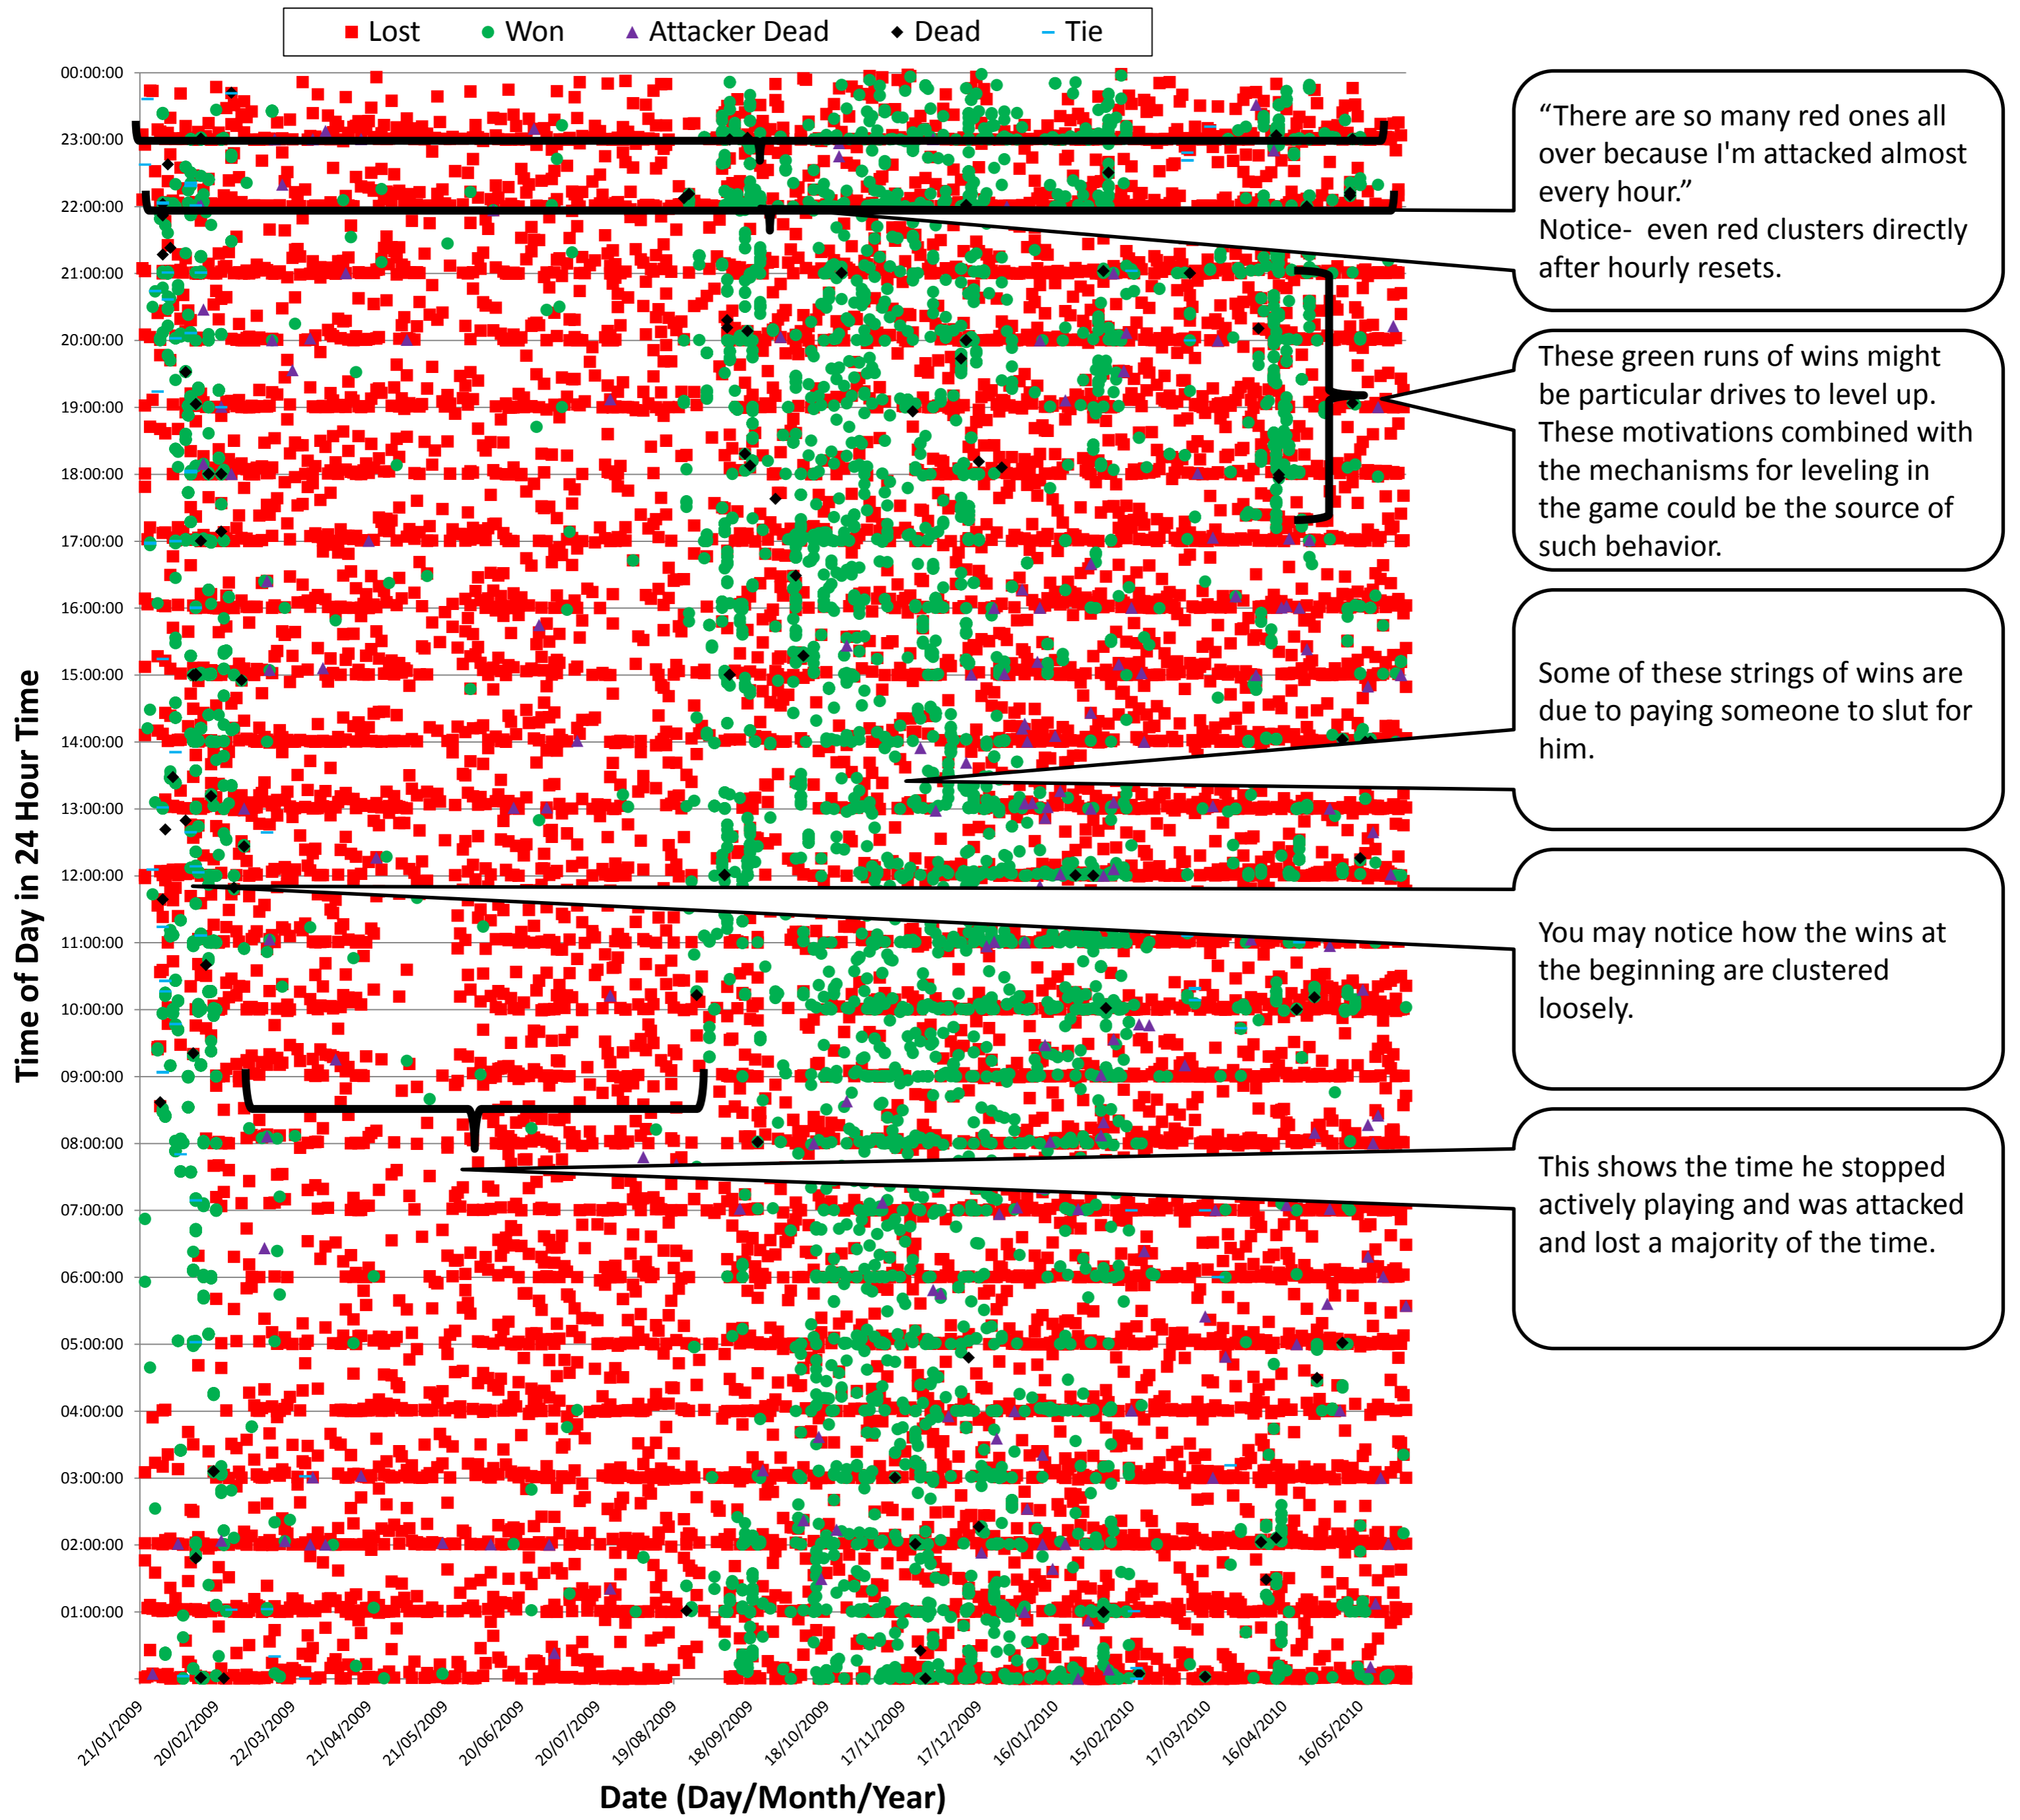 Lost Won Attacker Dead Dead Tie
00:00:00
23:00:00
22:00:00
21:00:00
20:00:00
19:00:00
18:00:00
17:00:00
16:00:00
15:00:00
14:00:00
13:00:00
12:00:00
11:00:00
10:00:00
09:00:00
08:00:00
07:00:00
06:00:00
05:00:00
04:00:00
03:00:00
02:00:00
01:00:00
Time of Day in 24 Hour Time
21/01/2009
20/02/2009
22/03/2009
21/04/2009
21/05/2009
20/06/2009
20/07/2009
19/08/2009
18/09/2009
18/10/2009
17/11/2009
17/12/2009
16/01/2010
15/02/2010
17/03/2010
16/04/2010
16/05/2010
Date (Day/Month/Year)
“There are so many red ones all
over because I'm attacked almost
every hour.”
Notice- even red clusters directly
after hourly resets.
These green runs of wins might
be particular drives to level up.
These motivations combined with
the mechanisms for leveling in
the game could be the source of
such behavior.
Some of these strings of wins are
due to paying someone to slut for
him.
You may notice how the wins at
the beginning are clustered
loosely.
This shows the time he stopped
actively playing and was attacked
and lost a majority of the time.